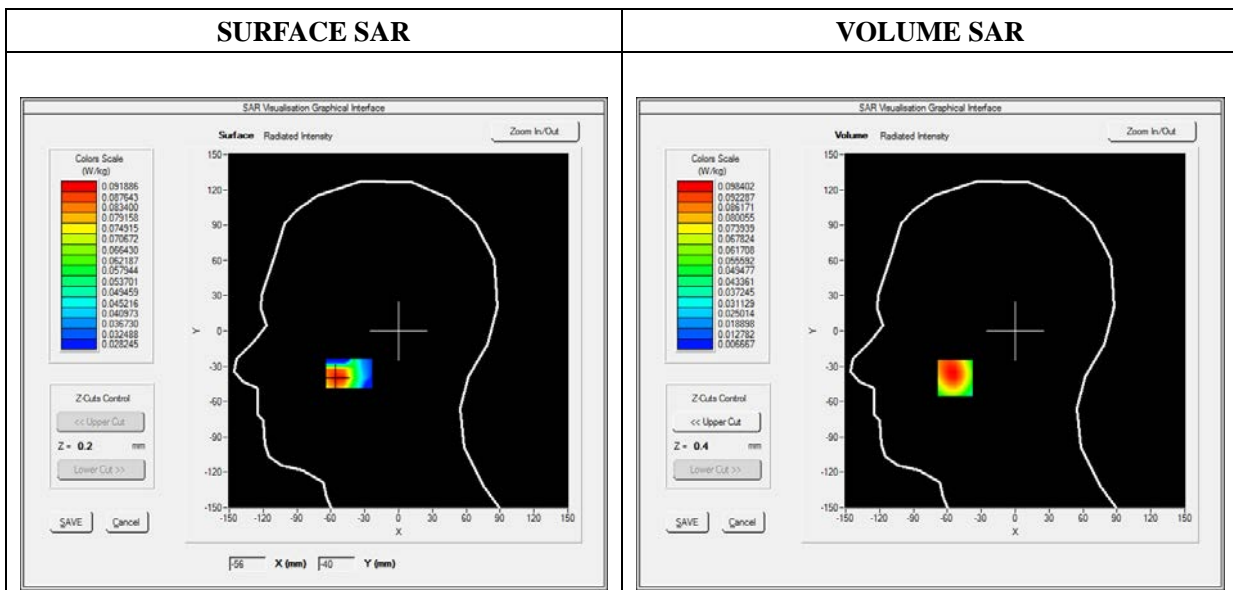 SURFACE SAR
VOLUME SAR
SAR Visualisation Graphical Interface
Surface Radiated Intensity
Zoom In/Out
Colors Scale
(W/kg)
0.091886
0.087643
0.083400
0.079158
0.074915
0.070672
0.066430
0.062187
0.057944
0.053701
0.049459
0.045216
0.040973
0.036730
0.032488
0.028245
Z-Cuts Control
<< Upper Cut
Z = 0.2 mm
Lower Cut >>
SAVE Cancel
150
120
90
60
30
0
-30
-60
-90
-120
-150
Y
-150 -120 -90 -60 -30 0 30 60 90 120 150
X
-56 X (mm) -40 Y (mm)
SAR Visualisation Graphical Interface
Volume Radiated Intensity
Zoom In/Out
Colors Scale
(W/kg)
0.098402
0.092287
0.086171
0.080055
0.073939
0.067824
0.061708
0.055592
0.049477
0.043361
0.037245
0.031129
0.025014
0.018898
0.012782
0.006667
Z-Cuts Control
<< Upper Cut
Z = 0.4 mm
Lower Cut >>
SAVE Cancel
150
120
90
60
30
0
-30
-60
-90
-120
-150
Y
-150 -120 -90 -60 -30 0 30 60 90 120 150
X